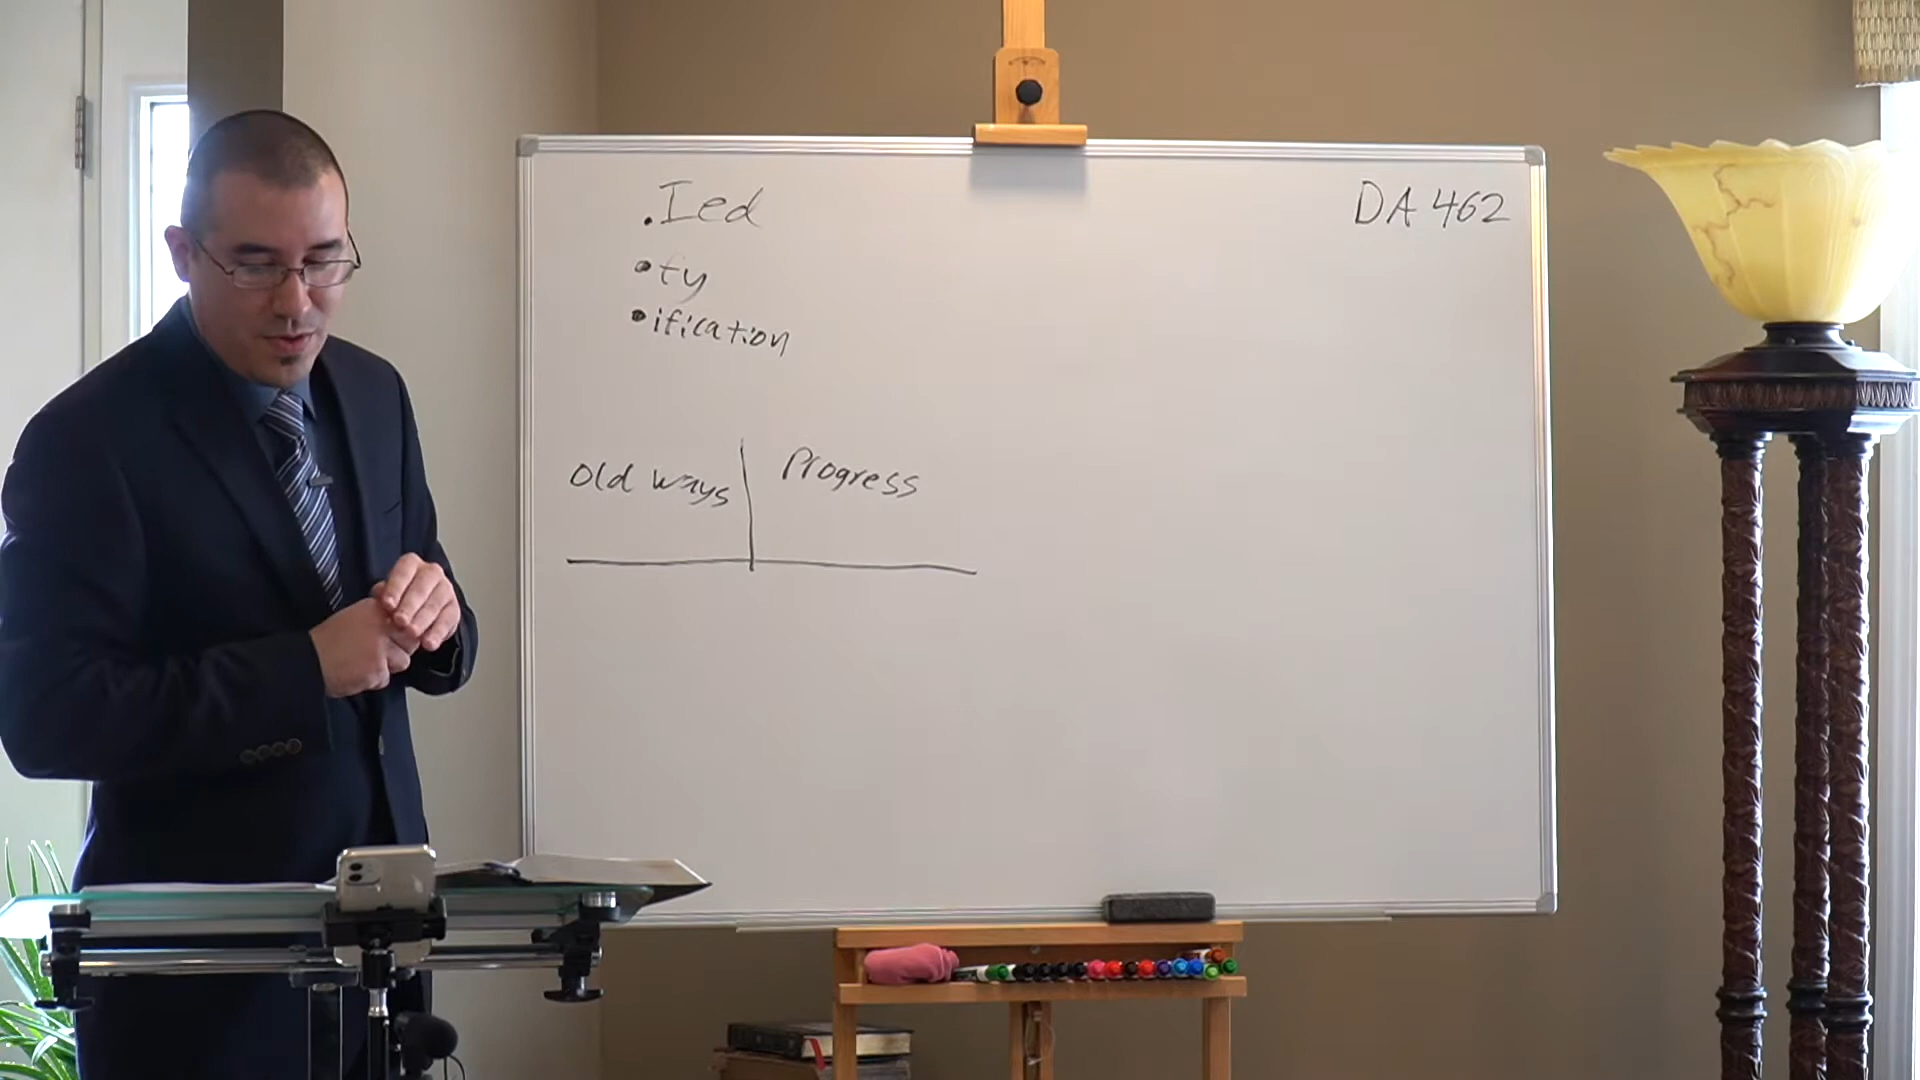 .Ied
DA 462
•ty
•ification
Old ways
Progress